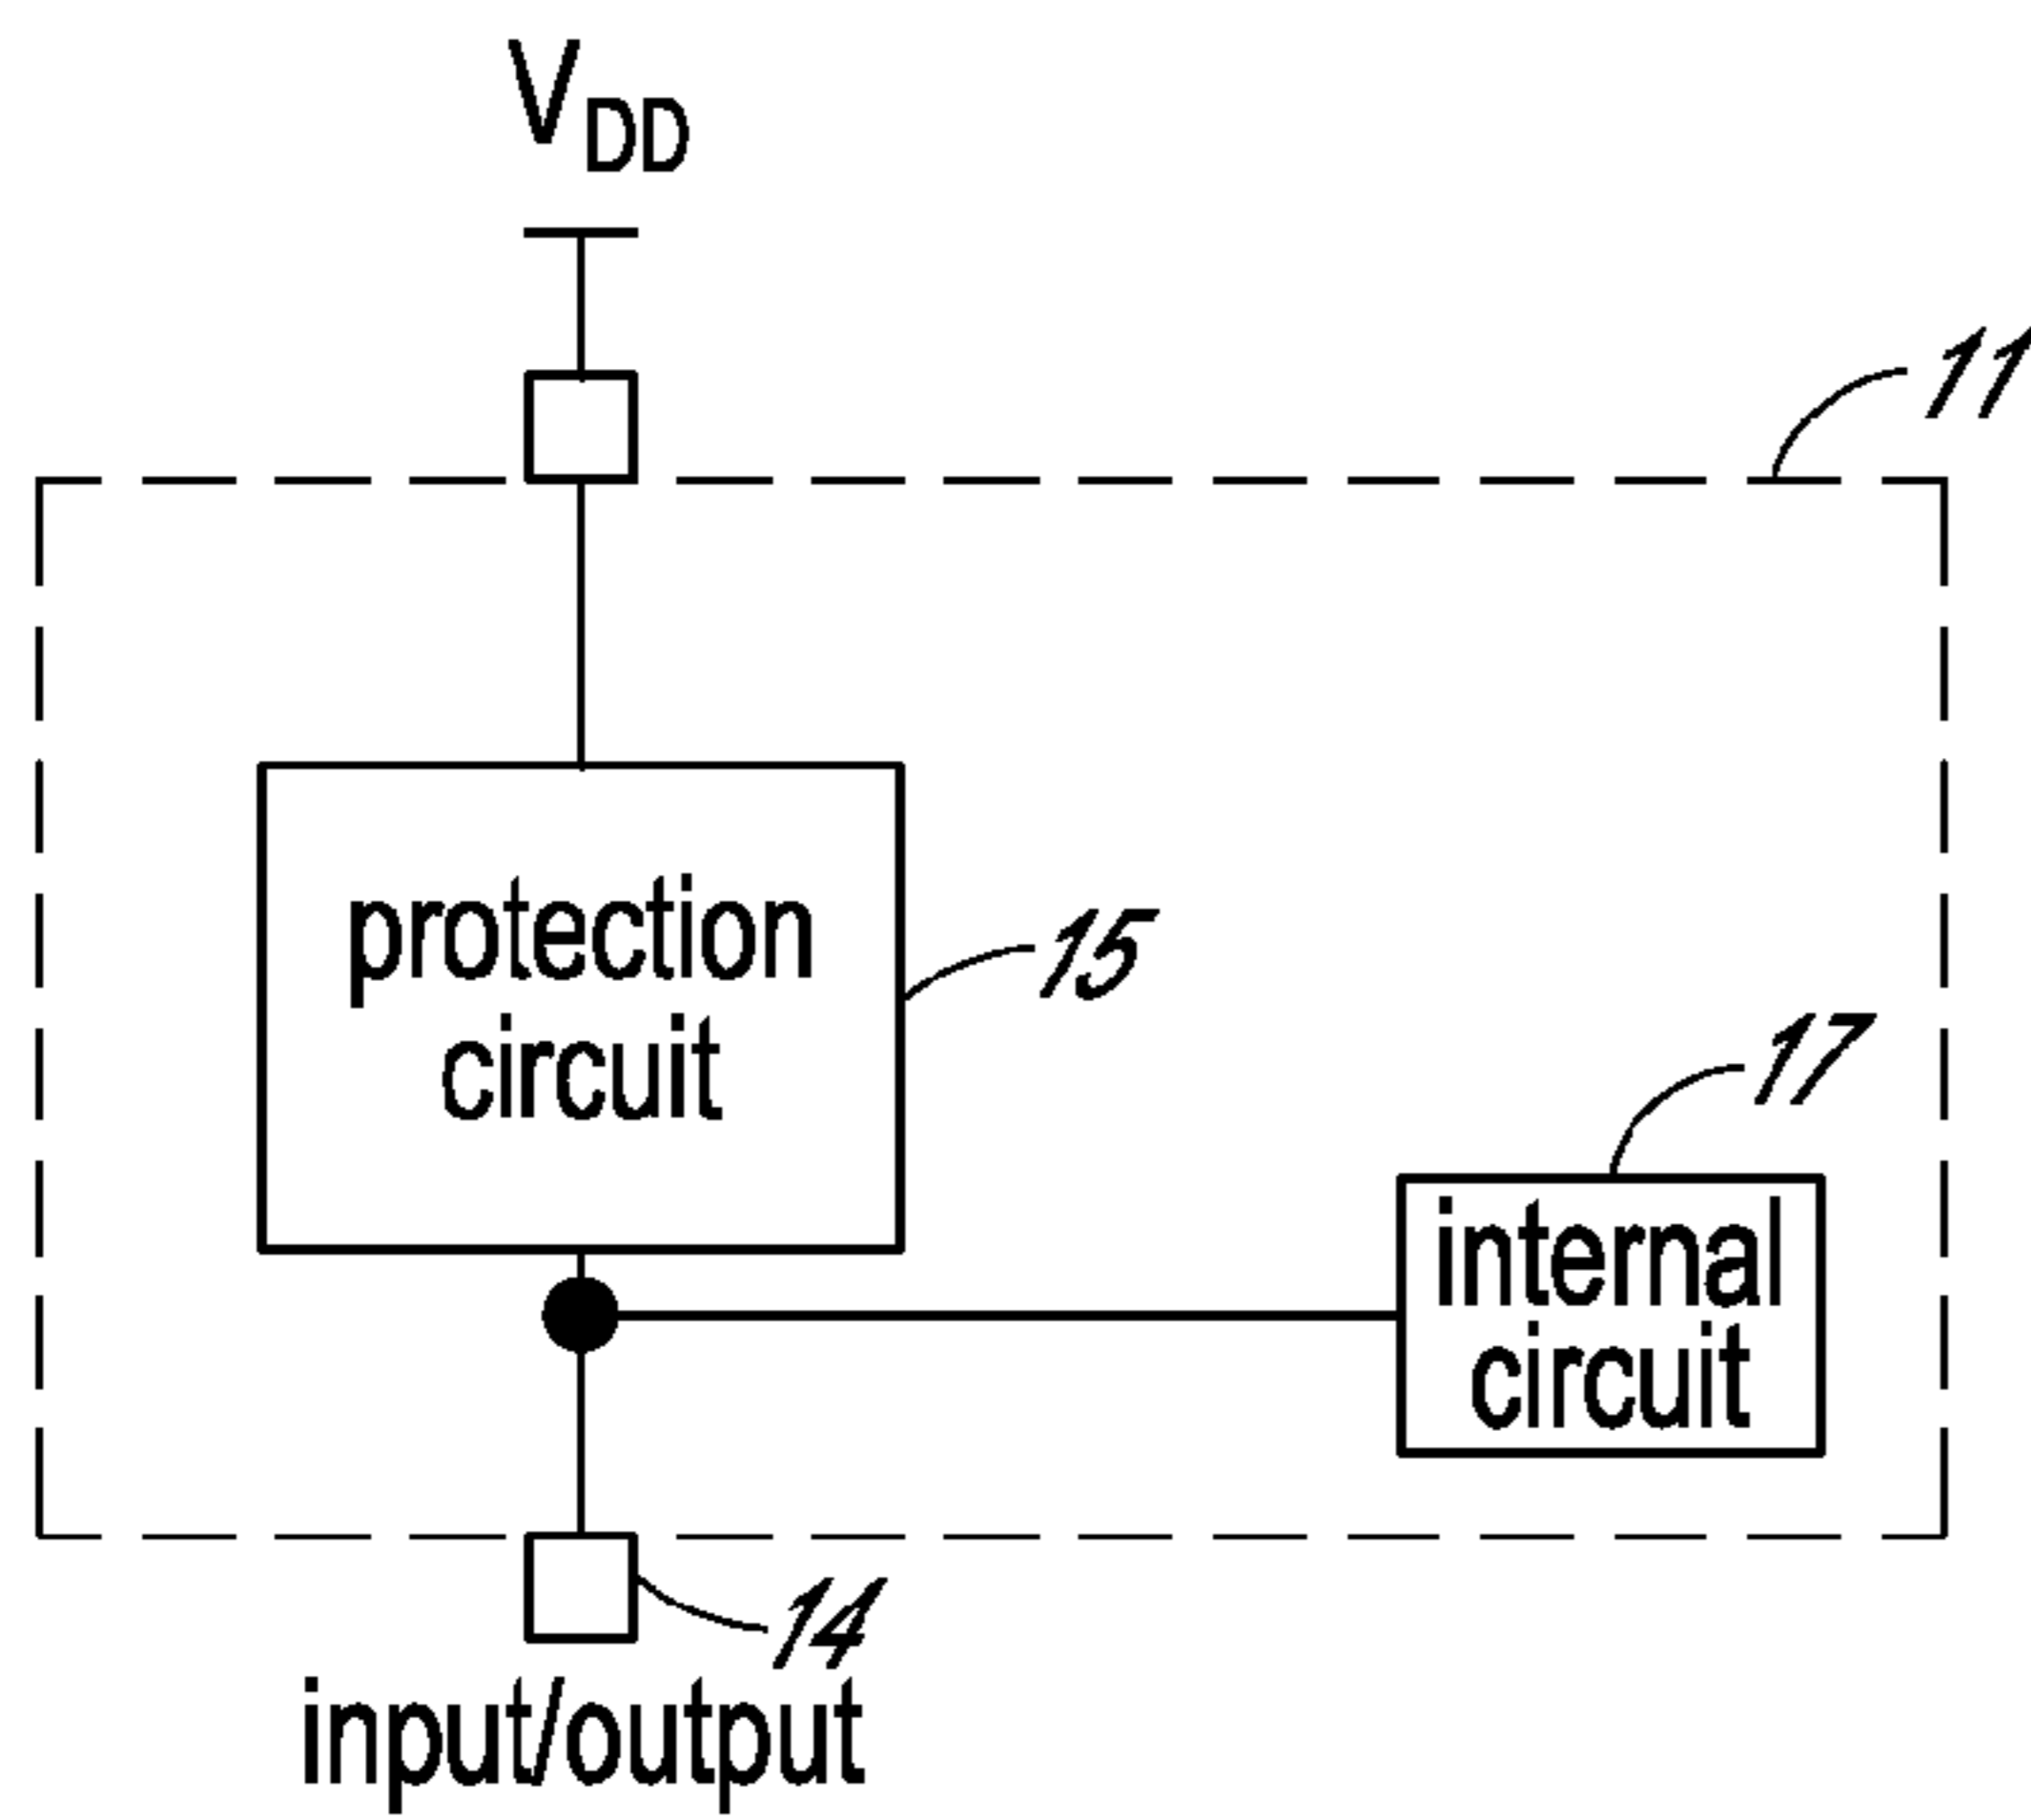 VDD
11
protection
circuit
15
17
internal
circuit
14
input/output